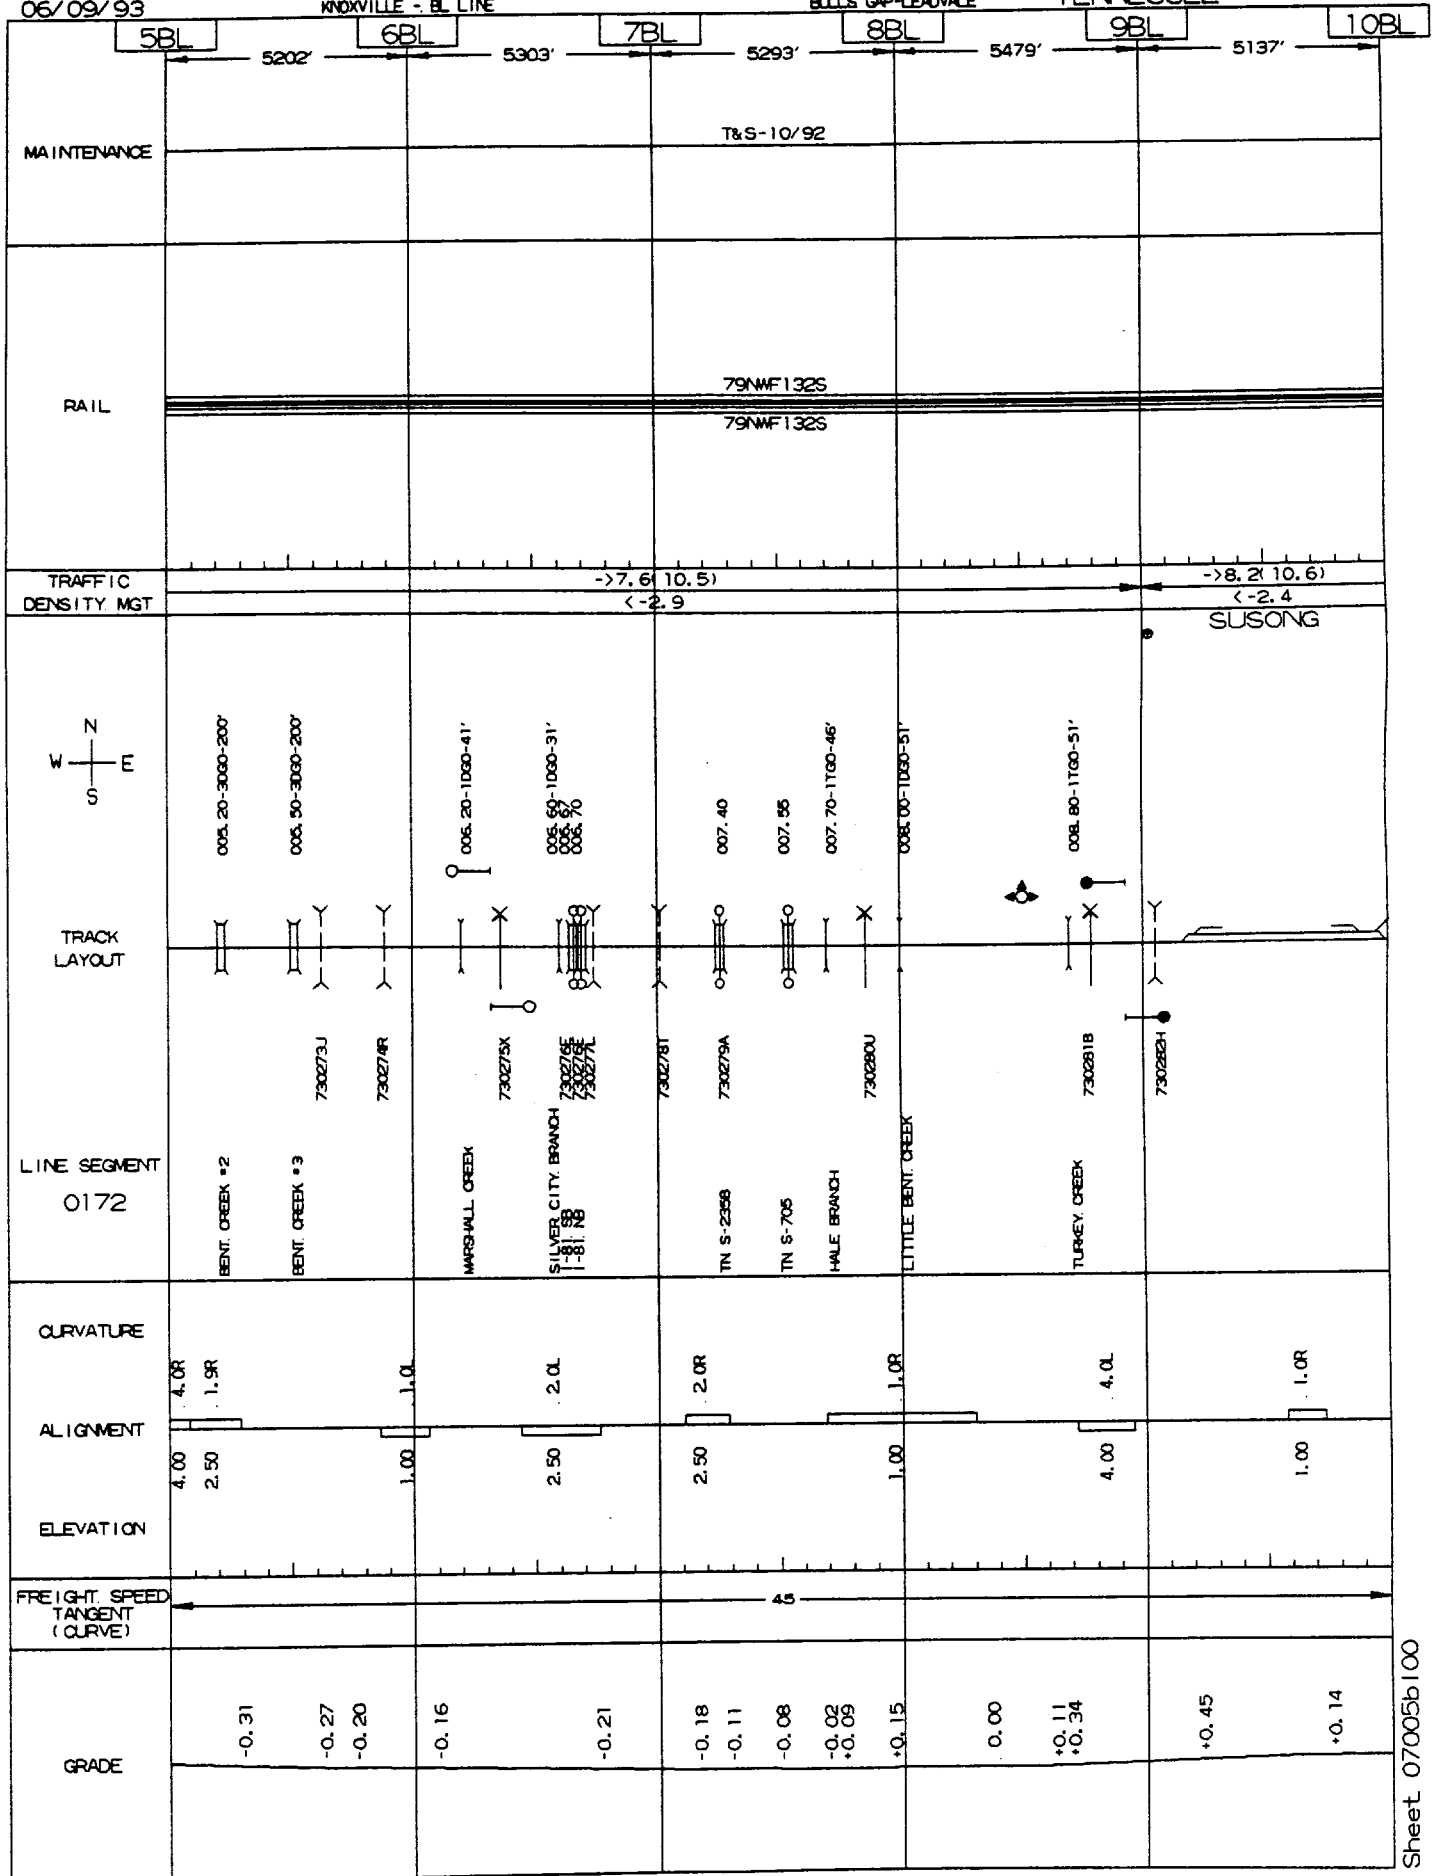 06/09/93 KNOXVILLE - BL LINE BULLS GAP-LEADVALE TENNESSEE
5BL 6BL 7BL 8BL 9BL 10BL
5202' 5303' 5293' 5479' 5137'
MAINTENANCE
T&S-10/92
RAIL
79NWF132S
79NWF132S
TRAFFIC
DENSITY MGT
->7.6(10.5) ->8.2(10.6)
<-2.9 <-2.4
SUSONG
N
W E
S
005.20-3DGO-200'
005.50-3DGO-200'
006.20-1DGO-41'
006.60-1DGO-31'
006.67
006.70
007.40
007.55
007.70-1TGO-46'
008.00-1DGO-51'
008.80-1TGO-51'
TRACK
LAYOUT
730273J
730274R
730275X
730276E
730276E
730277L
730278T
730279A
730280U
730281B
730282H
LINE SEGMENT
0172
BENT. CREEK #2
BENT. CREEK #3
MARSHALL CREEK
SILVER CITY. BRANCH
I-81. SB
I-81. NB
TN S-2358
TN S-705
HALE BRANCH
LITTLE BENT. CREEK
TURKEY. CREEK
CURVATURE
4.0R 1.9R 1.0L 2.0L 2.0R 1.0R 4.0L 1.0R
ALIGNMENT
4.00 2.50 1.00 2.50 2.50 1.00 4.00 1.00
ELEVATION
FREIGHT. SPEED
TANGENT
(CURVE)
45
GRADE
-0.31 -0.27 -0.20 -0.16 -0.21 -0.18 -0.11 -0.08 -0.02 +0.09 +0.15 0.00 +0.11 +0.34 +0.45 +0.14
Sheet 07005b100